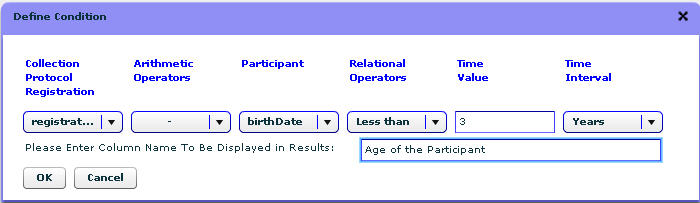 Define Condition
Collection Protocol Registration
Arithmetic Operators
Participant
Relational Operators
Time Value
Time Interval
registrat...
-
birthDate
Less than
3
Years
Please Enter Column Name To Be Displayed in Results:
Age of the Participant
OK
Cancel